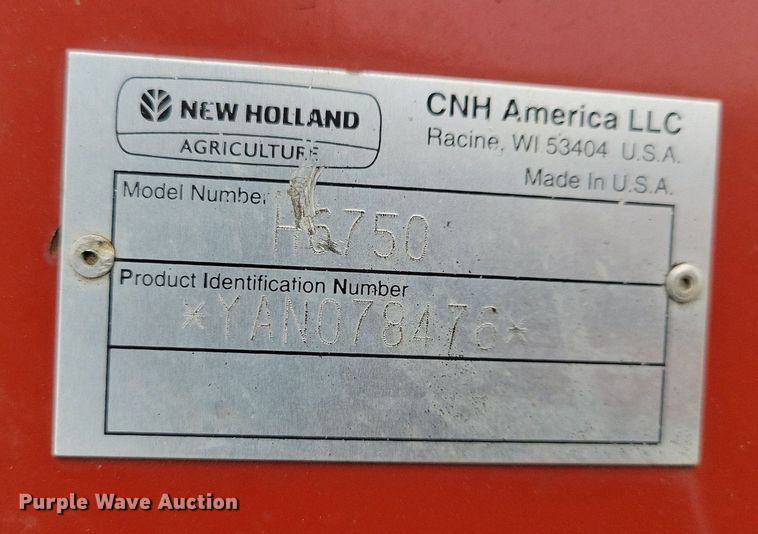 NEW HOLLAND
AGRICULTURE
CNH America LLC
Racine, WI 53404 U.S.A.
Made In U.S.A.
Model Number
H6750
Product Identification Number
*YAN078476*
Purple Wave Auction